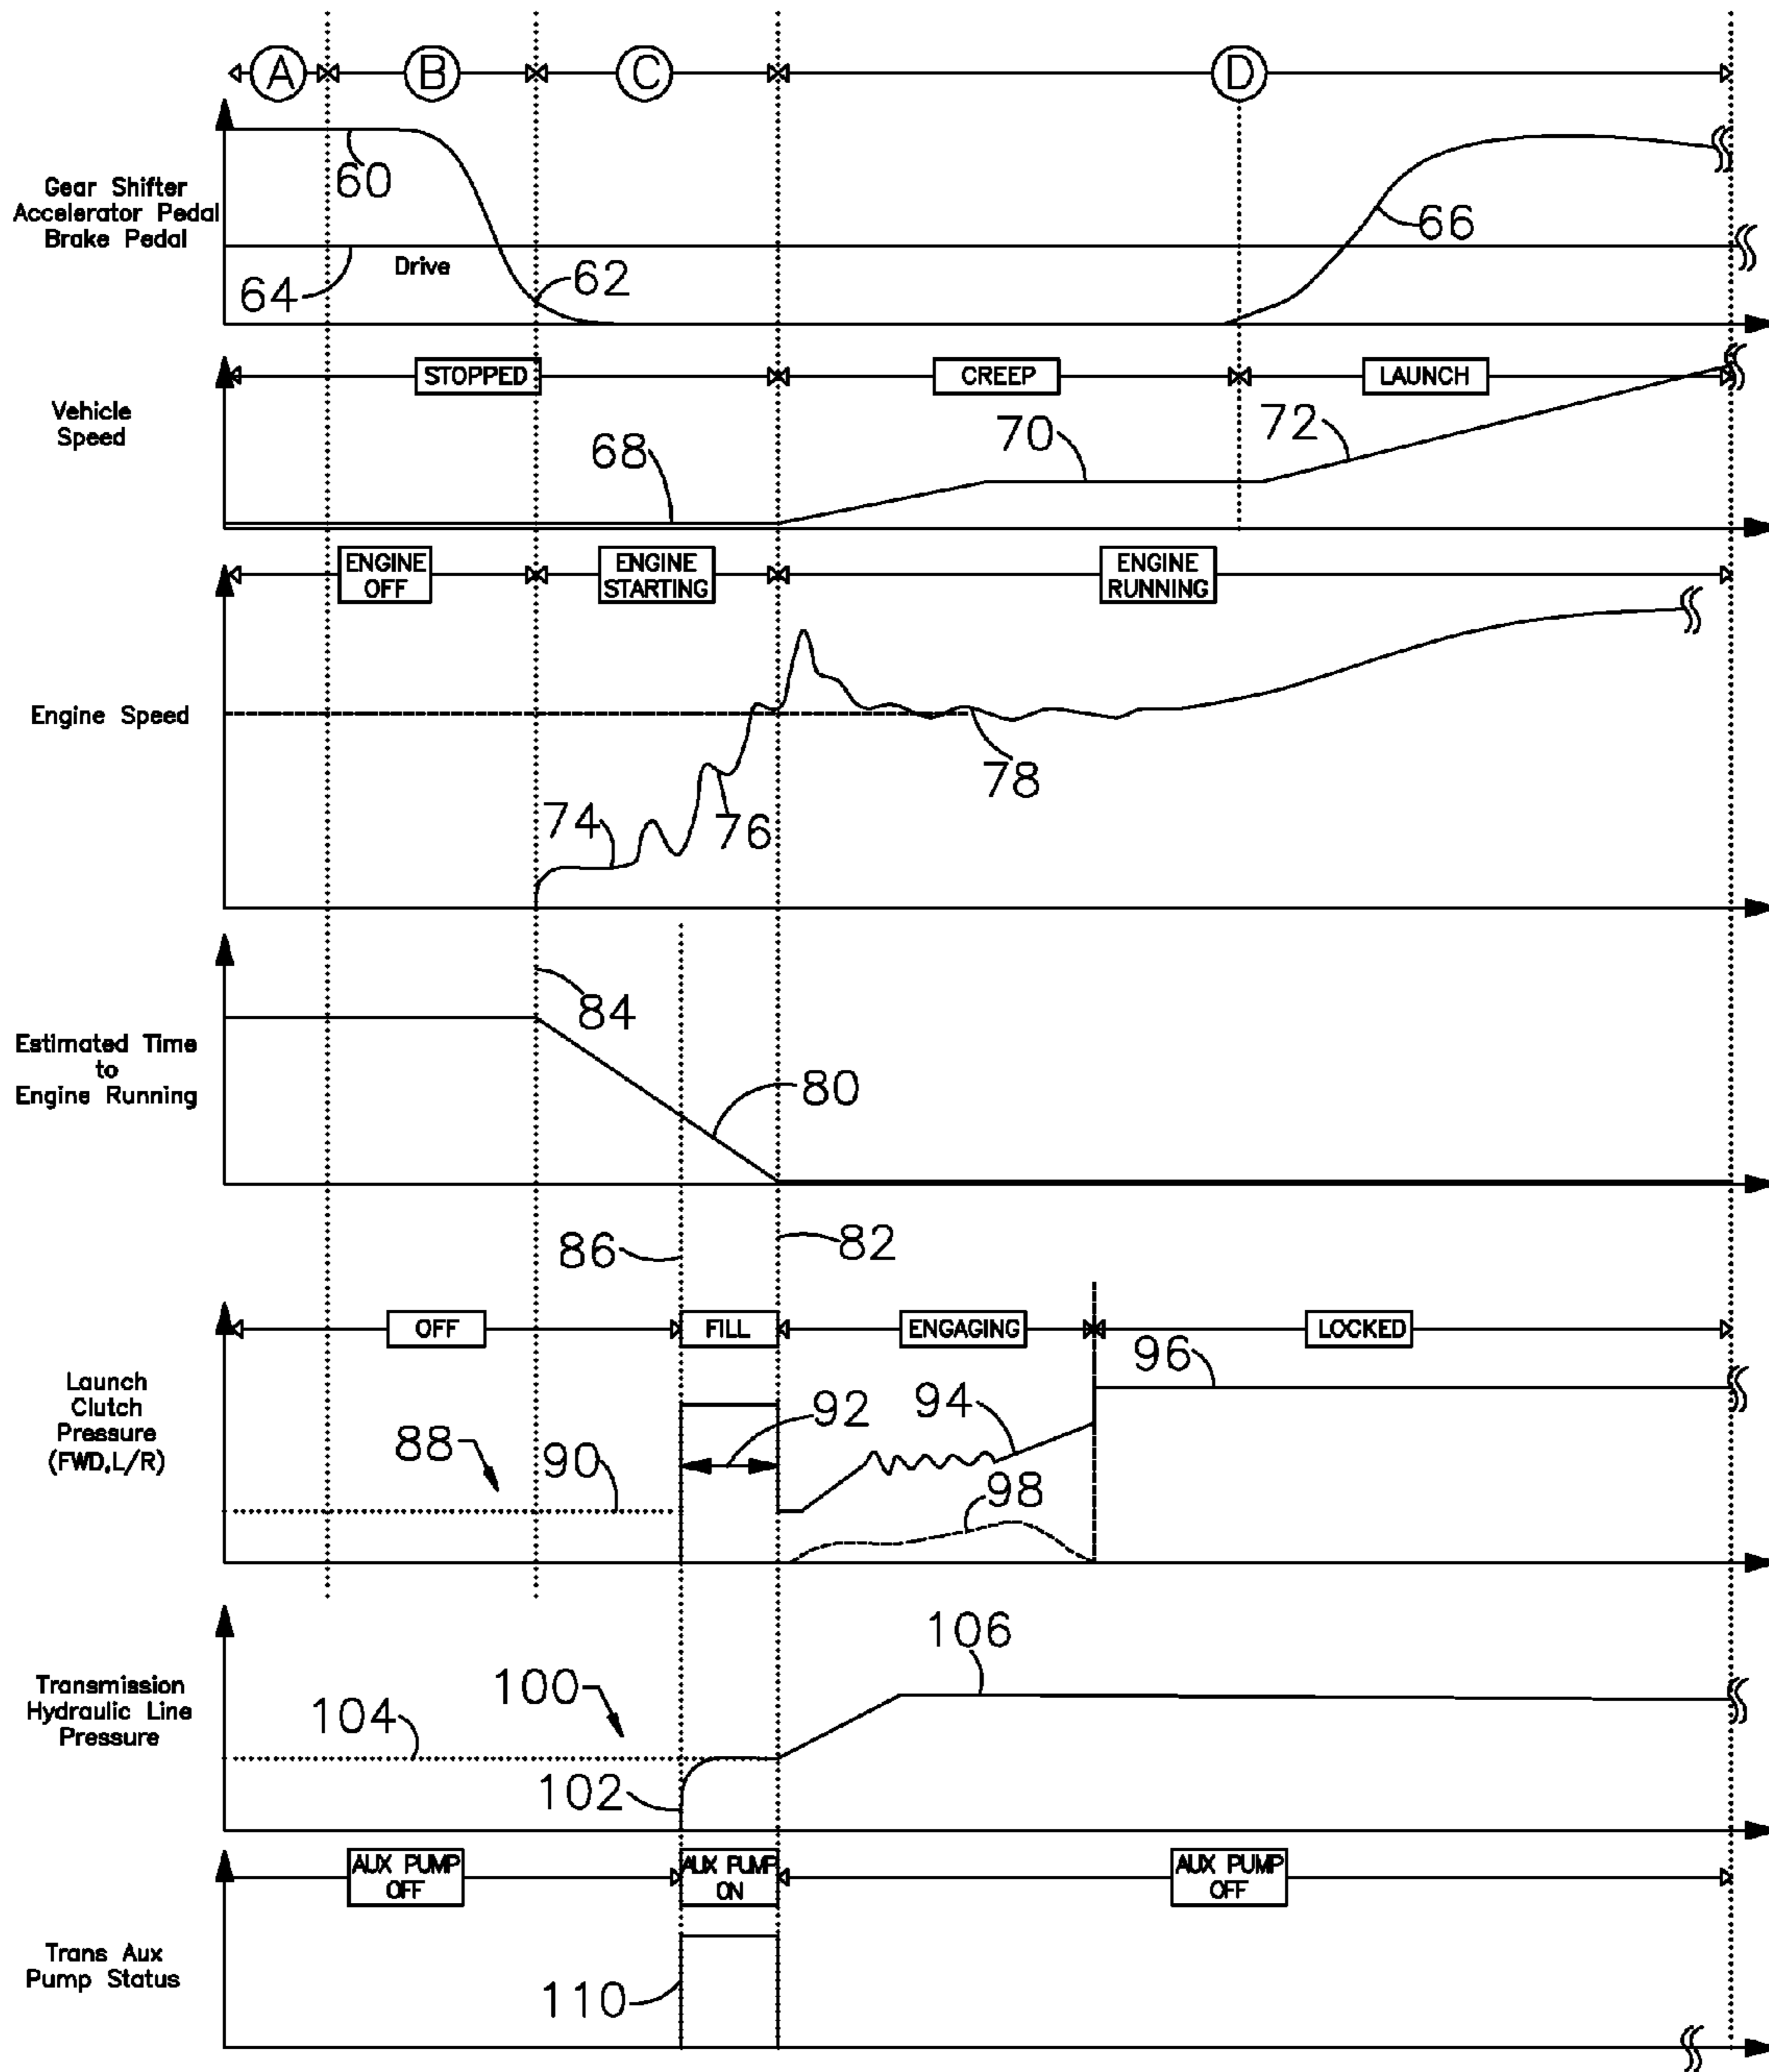 A B C D
Gear Shifter
Accelerator Pedal
Brake Pedal
60
66
Drive
62
64
STOPPED CREEP LAUNCH
Vehicle
Speed
68
70
72
ENGINE
OFF
ENGINE
STARTING
ENGINE
RUNNING
Engine Speed
74
76
78
84
Estimated Time
to
Engine Running
80
86
82
OFF FILL ENGAGING LOCKED
Launch
Clutch
Pressure
(FWD,L/R)
88
90
92
94
96
98
Transmission
Hydraulic Line
Pressure
100
102
104
106
AUX PUMP
OFF
AUX PUMP
ON
AUX PUMP
OFF
Trans Aux
Pump Status
110